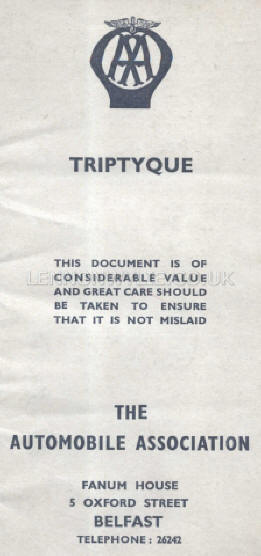 AA
TRIPTYQUE
THIS DOCUMENT IS OF
CONSIDERABLE VALUE
AND GREAT CARE SHOULD
BE TAKEN TO ENSURE
THAT IT IS NOT MISLAID
THE
AUTOMOBILE ASSOCIATION
FANUM HOUSE
5 OXFORD STREET
BELFAST
TELEPHONE : 26242